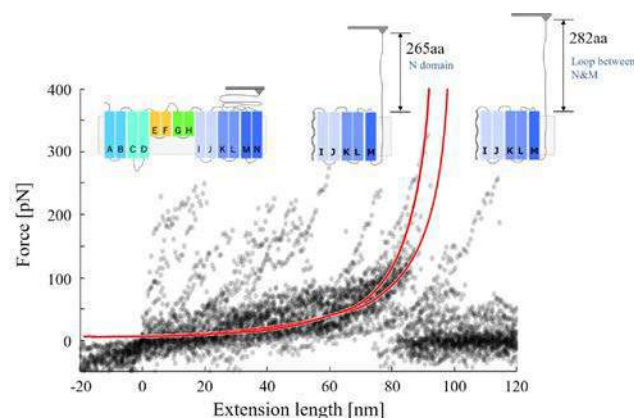 265aa
N domain
282aa
Loop between
N&M
A B C D E F G H I J K L M N
I J K L M
I J K L M
Force [pN]
400
300
200
100
0
-20 0 20 40 60 80 100 120
Extension length [nm]